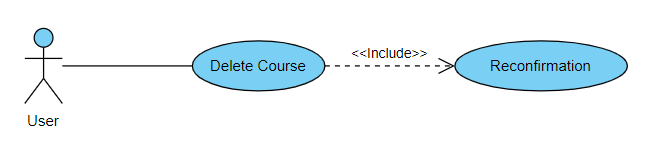 <<Include>>
Delete Course
Reconfirmation
User